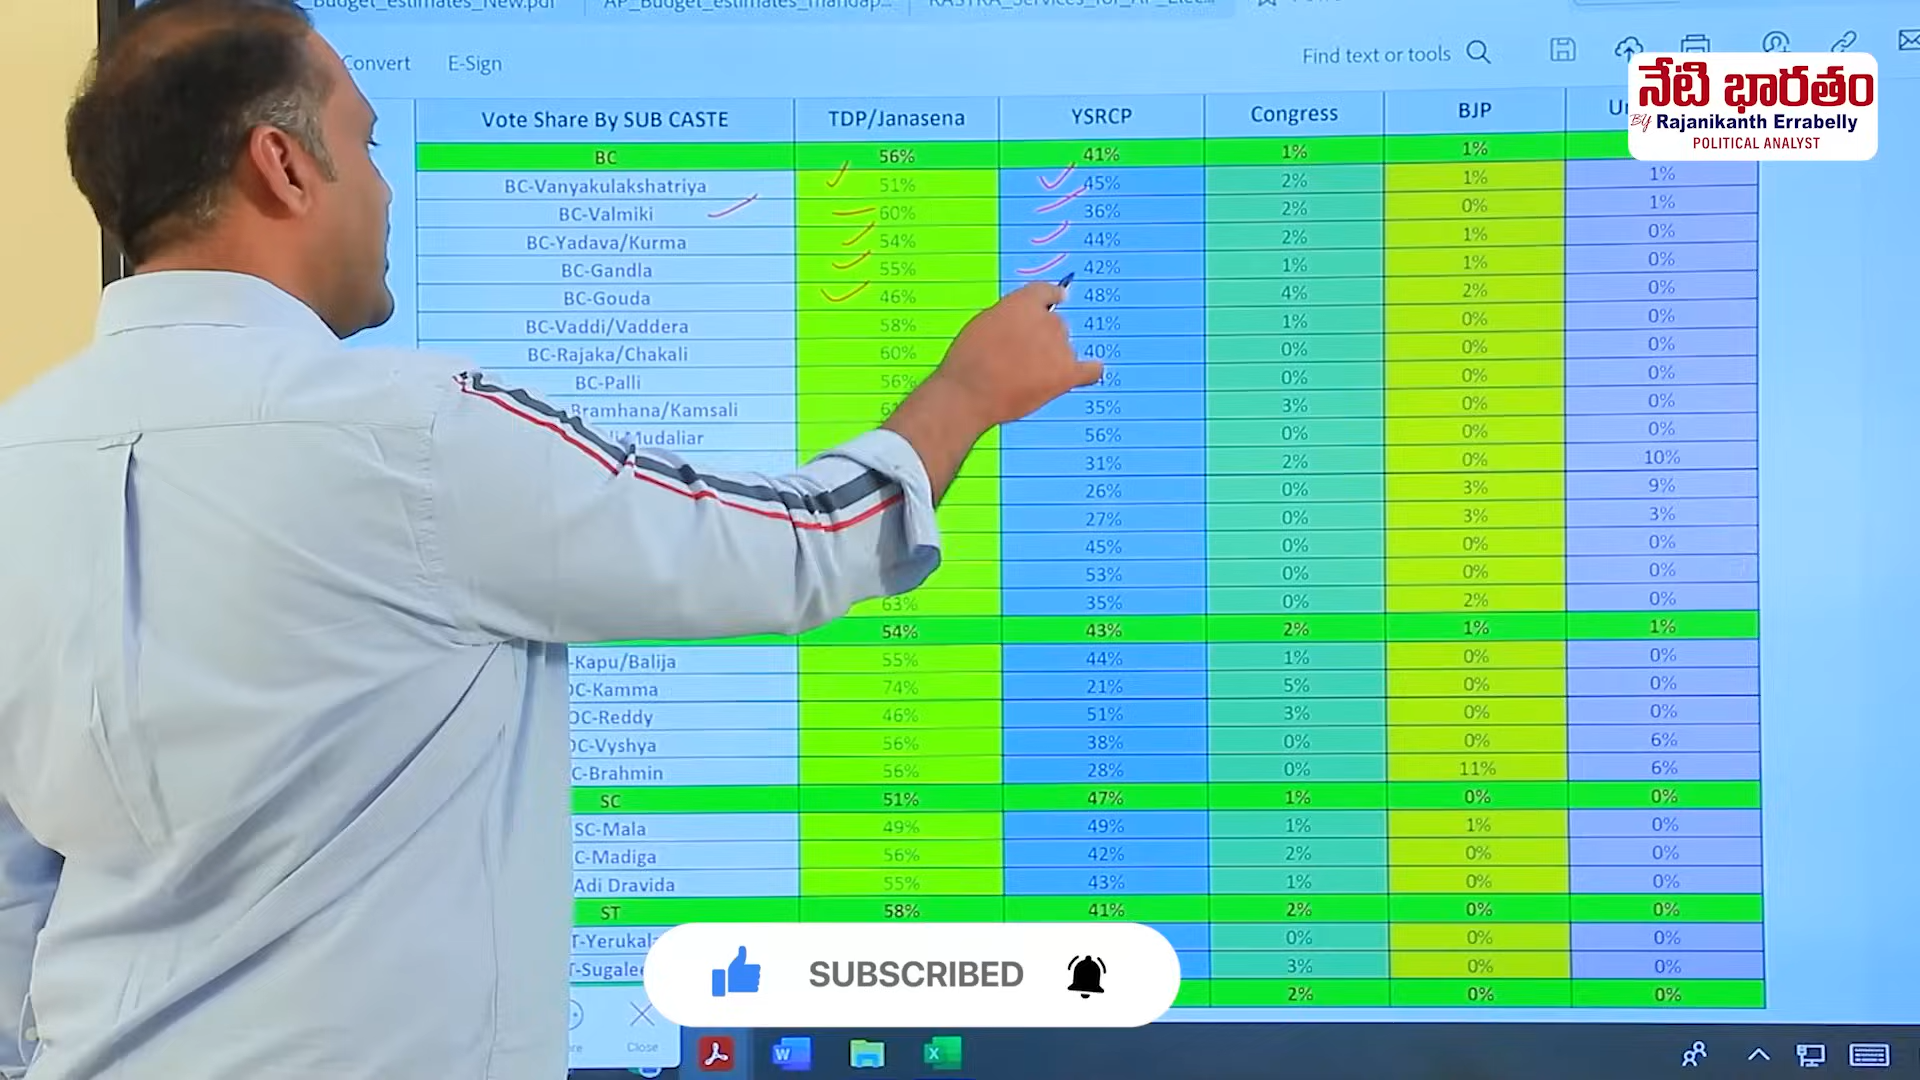 AP_Budget_estimates_mandap...
Convert E-Sign Find text or tools
నేటి భారతం
BY Rajanikanth Errabelly
POLITICAL ANALYST
Vote Share By SUB CASTE TDP/Janasena YSRCP Congress BJP
BC 56% 41% 1% 1%
BC-Vanyakulakshatriya 51% 45% 2% 1% 1%
BC-Valmiki 60% 36% 2% 0% 1%
BC-Yadava/Kurma 54% 44% 2% 1% 0%
BC-Gandla 55% 42% 1% 1% 0%
BC-Gouda 46% 48% 4% 2% 0%
BC-Vaddi/Vaddera 58% 41% 1% 0% 0%
BC-Rajaka/Chakali 60% 40% 0% 0% 0%
BC-Palli 56% 0% 0% 0%
Bramhana/Kamsali 35% 3% 0% 0%
Mudaliar 56% 0% 0% 0%
31% 2% 0% 10%
26% 0% 3% 9%
27% 0% 3% 3%
45% 0% 0% 0%
53% 0% 0% 0%
63% 35% 0% 2% 0%
54% 43% 2% 1% 1%
-Kapu/Balija 55% 44% 1% 0% 0%
C-Kamma 74% 21% 5% 0% 0%
OC-Reddy 46% 51% 3% 0% 0%
C-Vyshya 56% 38% 0% 0% 6%
C-Brahmin 56% 28% 0% 11% 6%
SC 51% 47% 1% 0% 0%
SC-Mala 49% 49% 1% 1% 0%
C-Madiga 56% 42% 2% 0% 0%
Adi Dravida 55% 43% 1% 0% 0%
ST 58% 41% 2% 0% 0%
T-Yerukala 0% 0% 0%
T-Sugale 3% 0% 0%
2% 0% 0%
SUBSCRIBED
Close